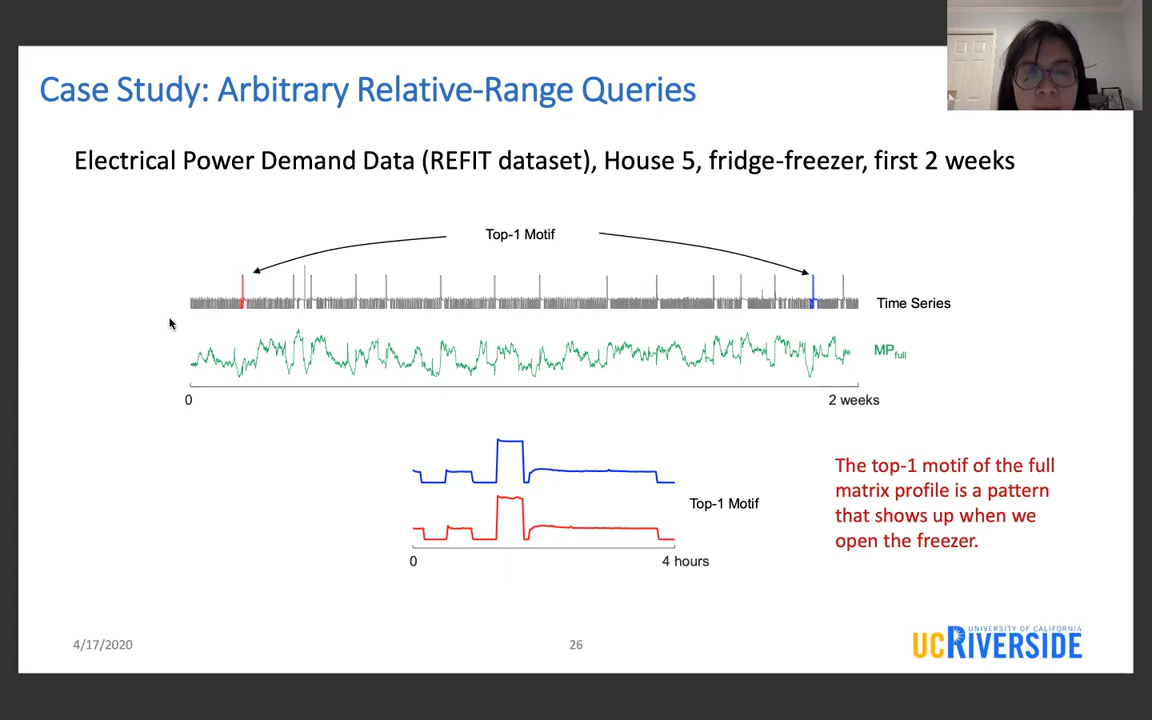 Case Study: Arbitrary Relative-Range Queries
Electrical Power Demand Data (REFIT dataset), House 5, fridge-freezer, first 2 weeks
Top-1 Motif
Time Series
MPfull
0
2 weeks
Top-1 Motif
0
4 hours
The top-1 motif of the full
matrix profile is a pattern
that shows up when we
open the freezer.
4/17/2020
26
UNIVERSITY OF CALIFORNIA
UCRIVERSIDE